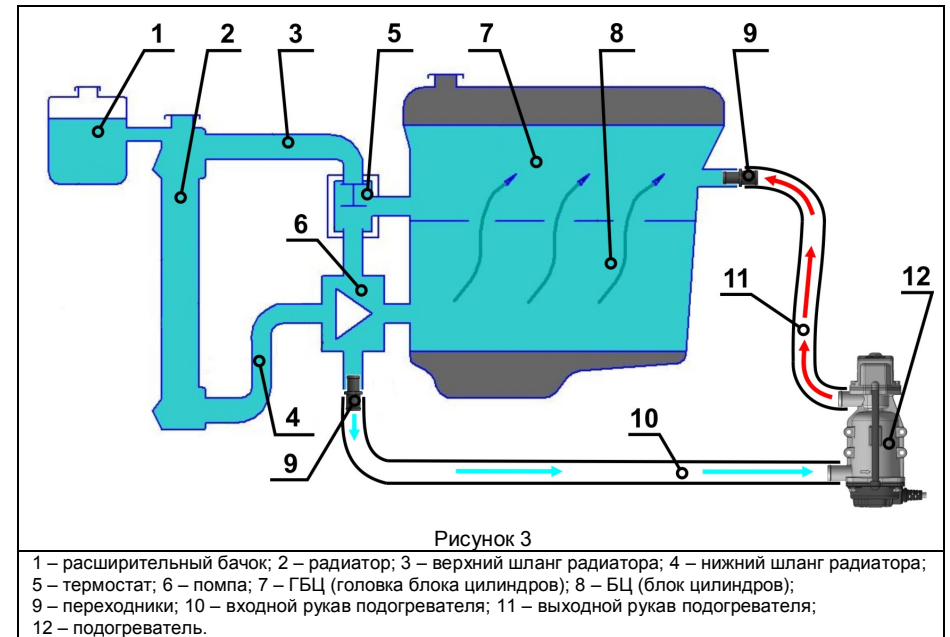 1 2 3 5 7 8 9
6
11 12
4 9 10
Рисунок 3
1 – расширительный бачок; 2 – радиатор; 3 – верхний шланг радиатора; 4 – нижний шланг радиатора;
5 – термостат; 6 – помпа; 7 – ГБЦ (головка блока цилиндров); 8 – БЦ (блок цилиндров);
9 – переходники; 10 – входной рукав подогревателя; 11 – выходной рукав подогревателя;
12 – подогреватель.